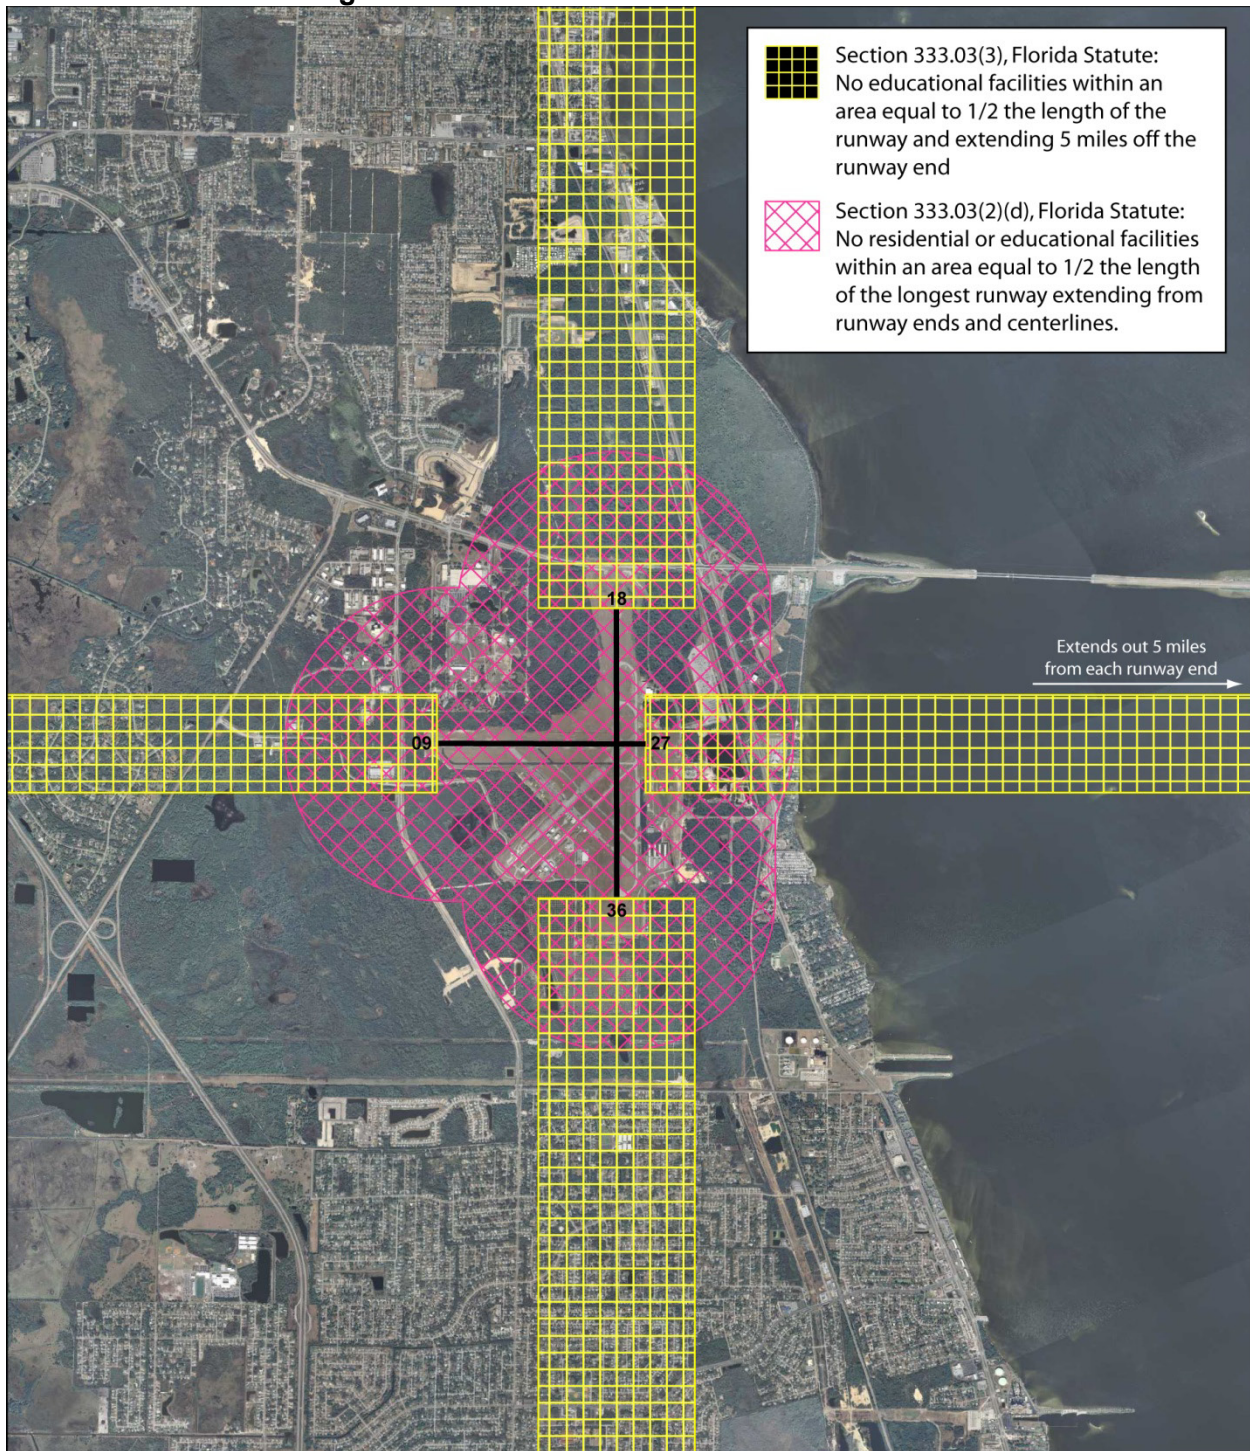 Section 333.03(3), Florida Statute:
No educational facilities within an
area equal to 1/2 the length of the
runway and extending 5 miles off the
runway end
Section 333.03(2)(d), Florida Statute:
No residential or educational facilities
within an area equal to 1/2 the length
of the longest runway extending from
runway ends and centerlines.
18
Extends out 5 miles
from each runway end
09
27
36